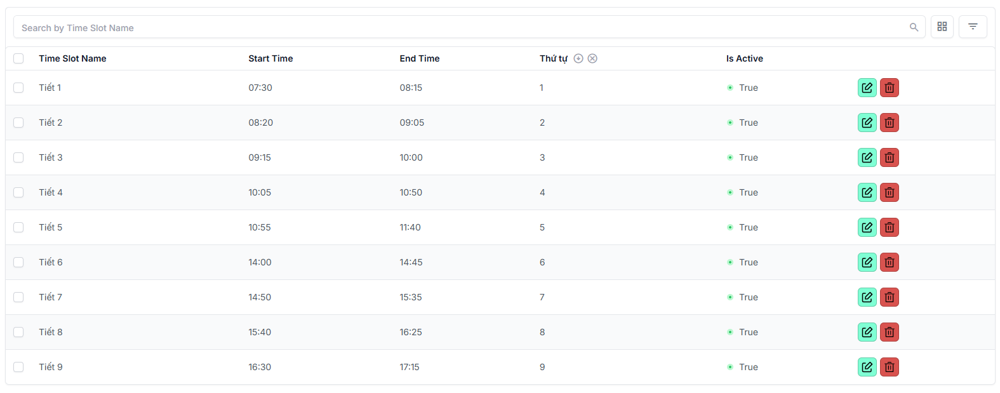 Search by Time Slot Name
Time Slot Name Start Time End Time Thứ tự Is Active
Tiết 1 07:30 08:15 1 True
Tiết 2 08:20 09:05 2 True
Tiết 3 09:15 10:00 3 True
Tiết 4 10:05 10:50 4 True
Tiết 5 10:55 11:40 5 True
Tiết 6 14:00 14:45 6 True
Tiết 7 14:50 15:35 7 True
Tiết 8 15:40 16:25 8 True
Tiết 9 16:30 17:15 9 True